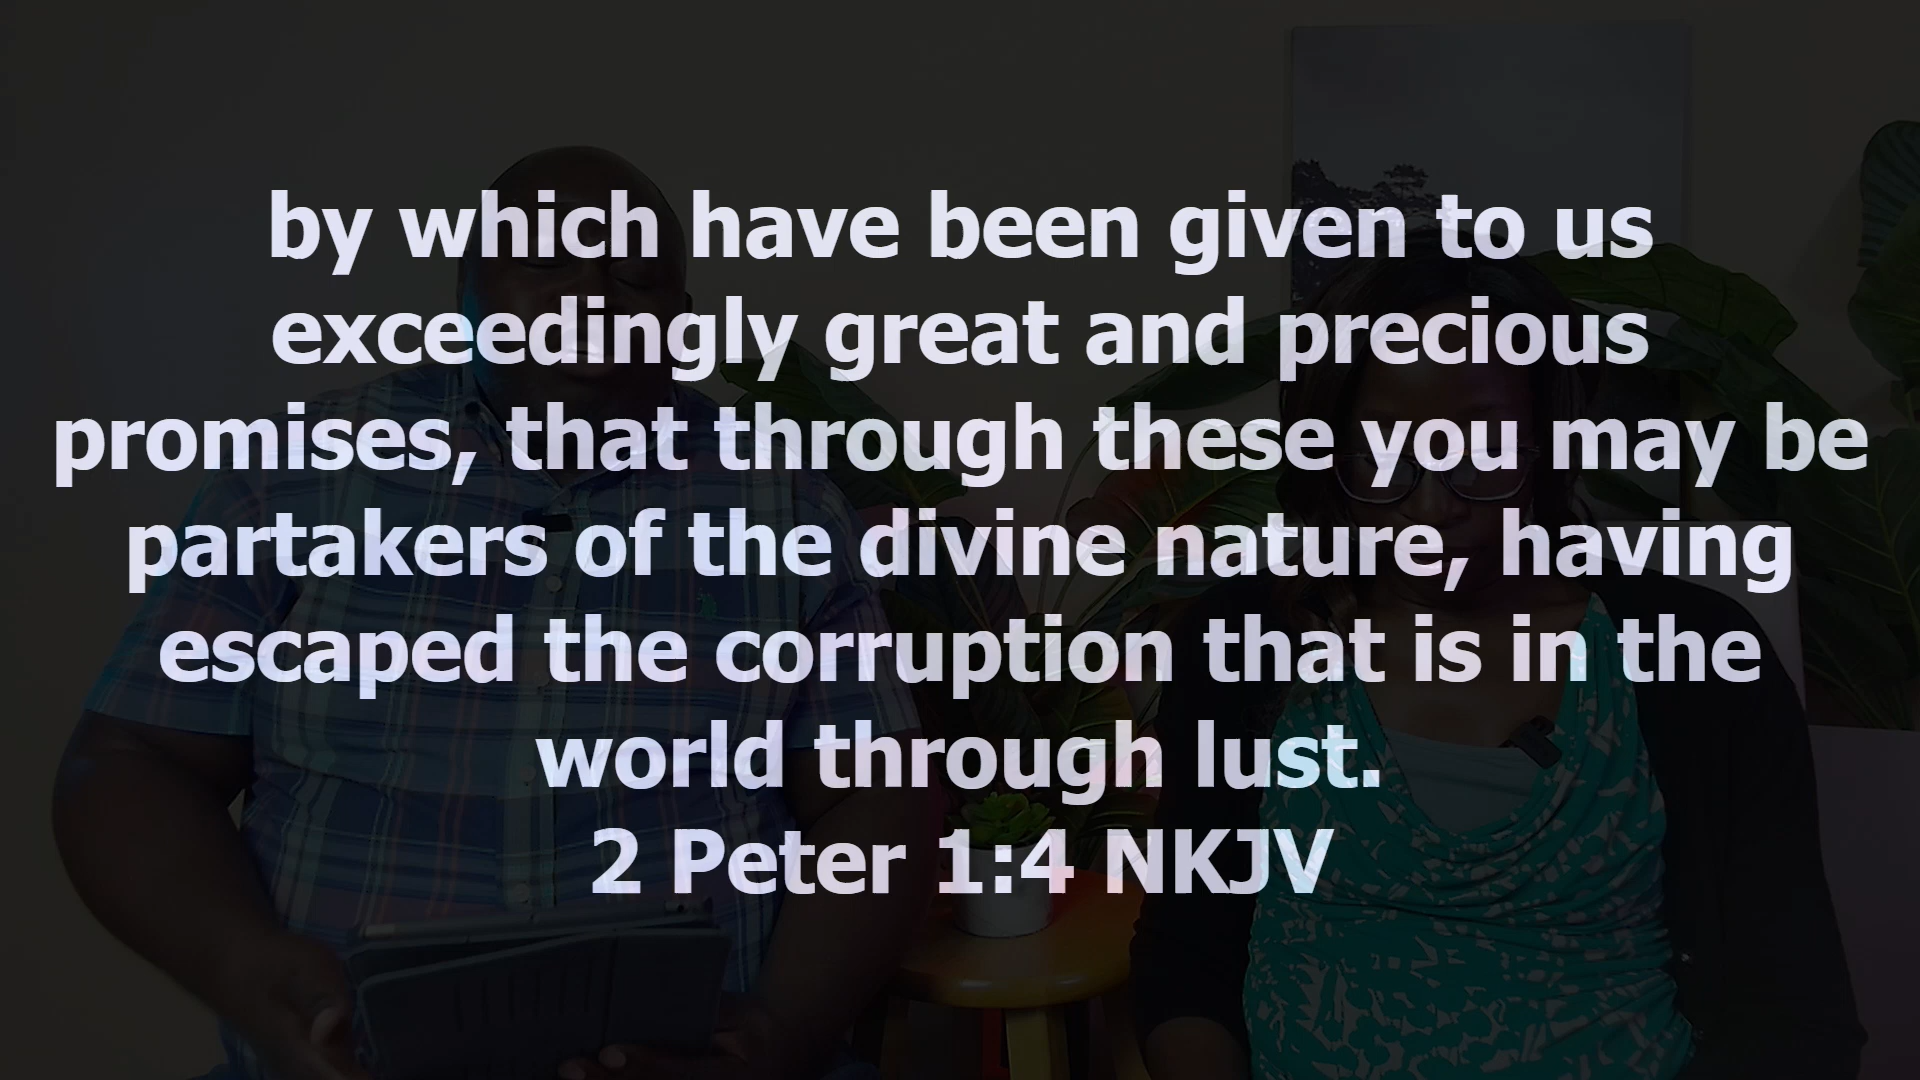 by which have been given to us
exceedingly great and precious
promises, that through these you may be
partakers of the divine nature, having
escaped the corruption that is in the
world through lust.
2 Peter 1:4 NKJV